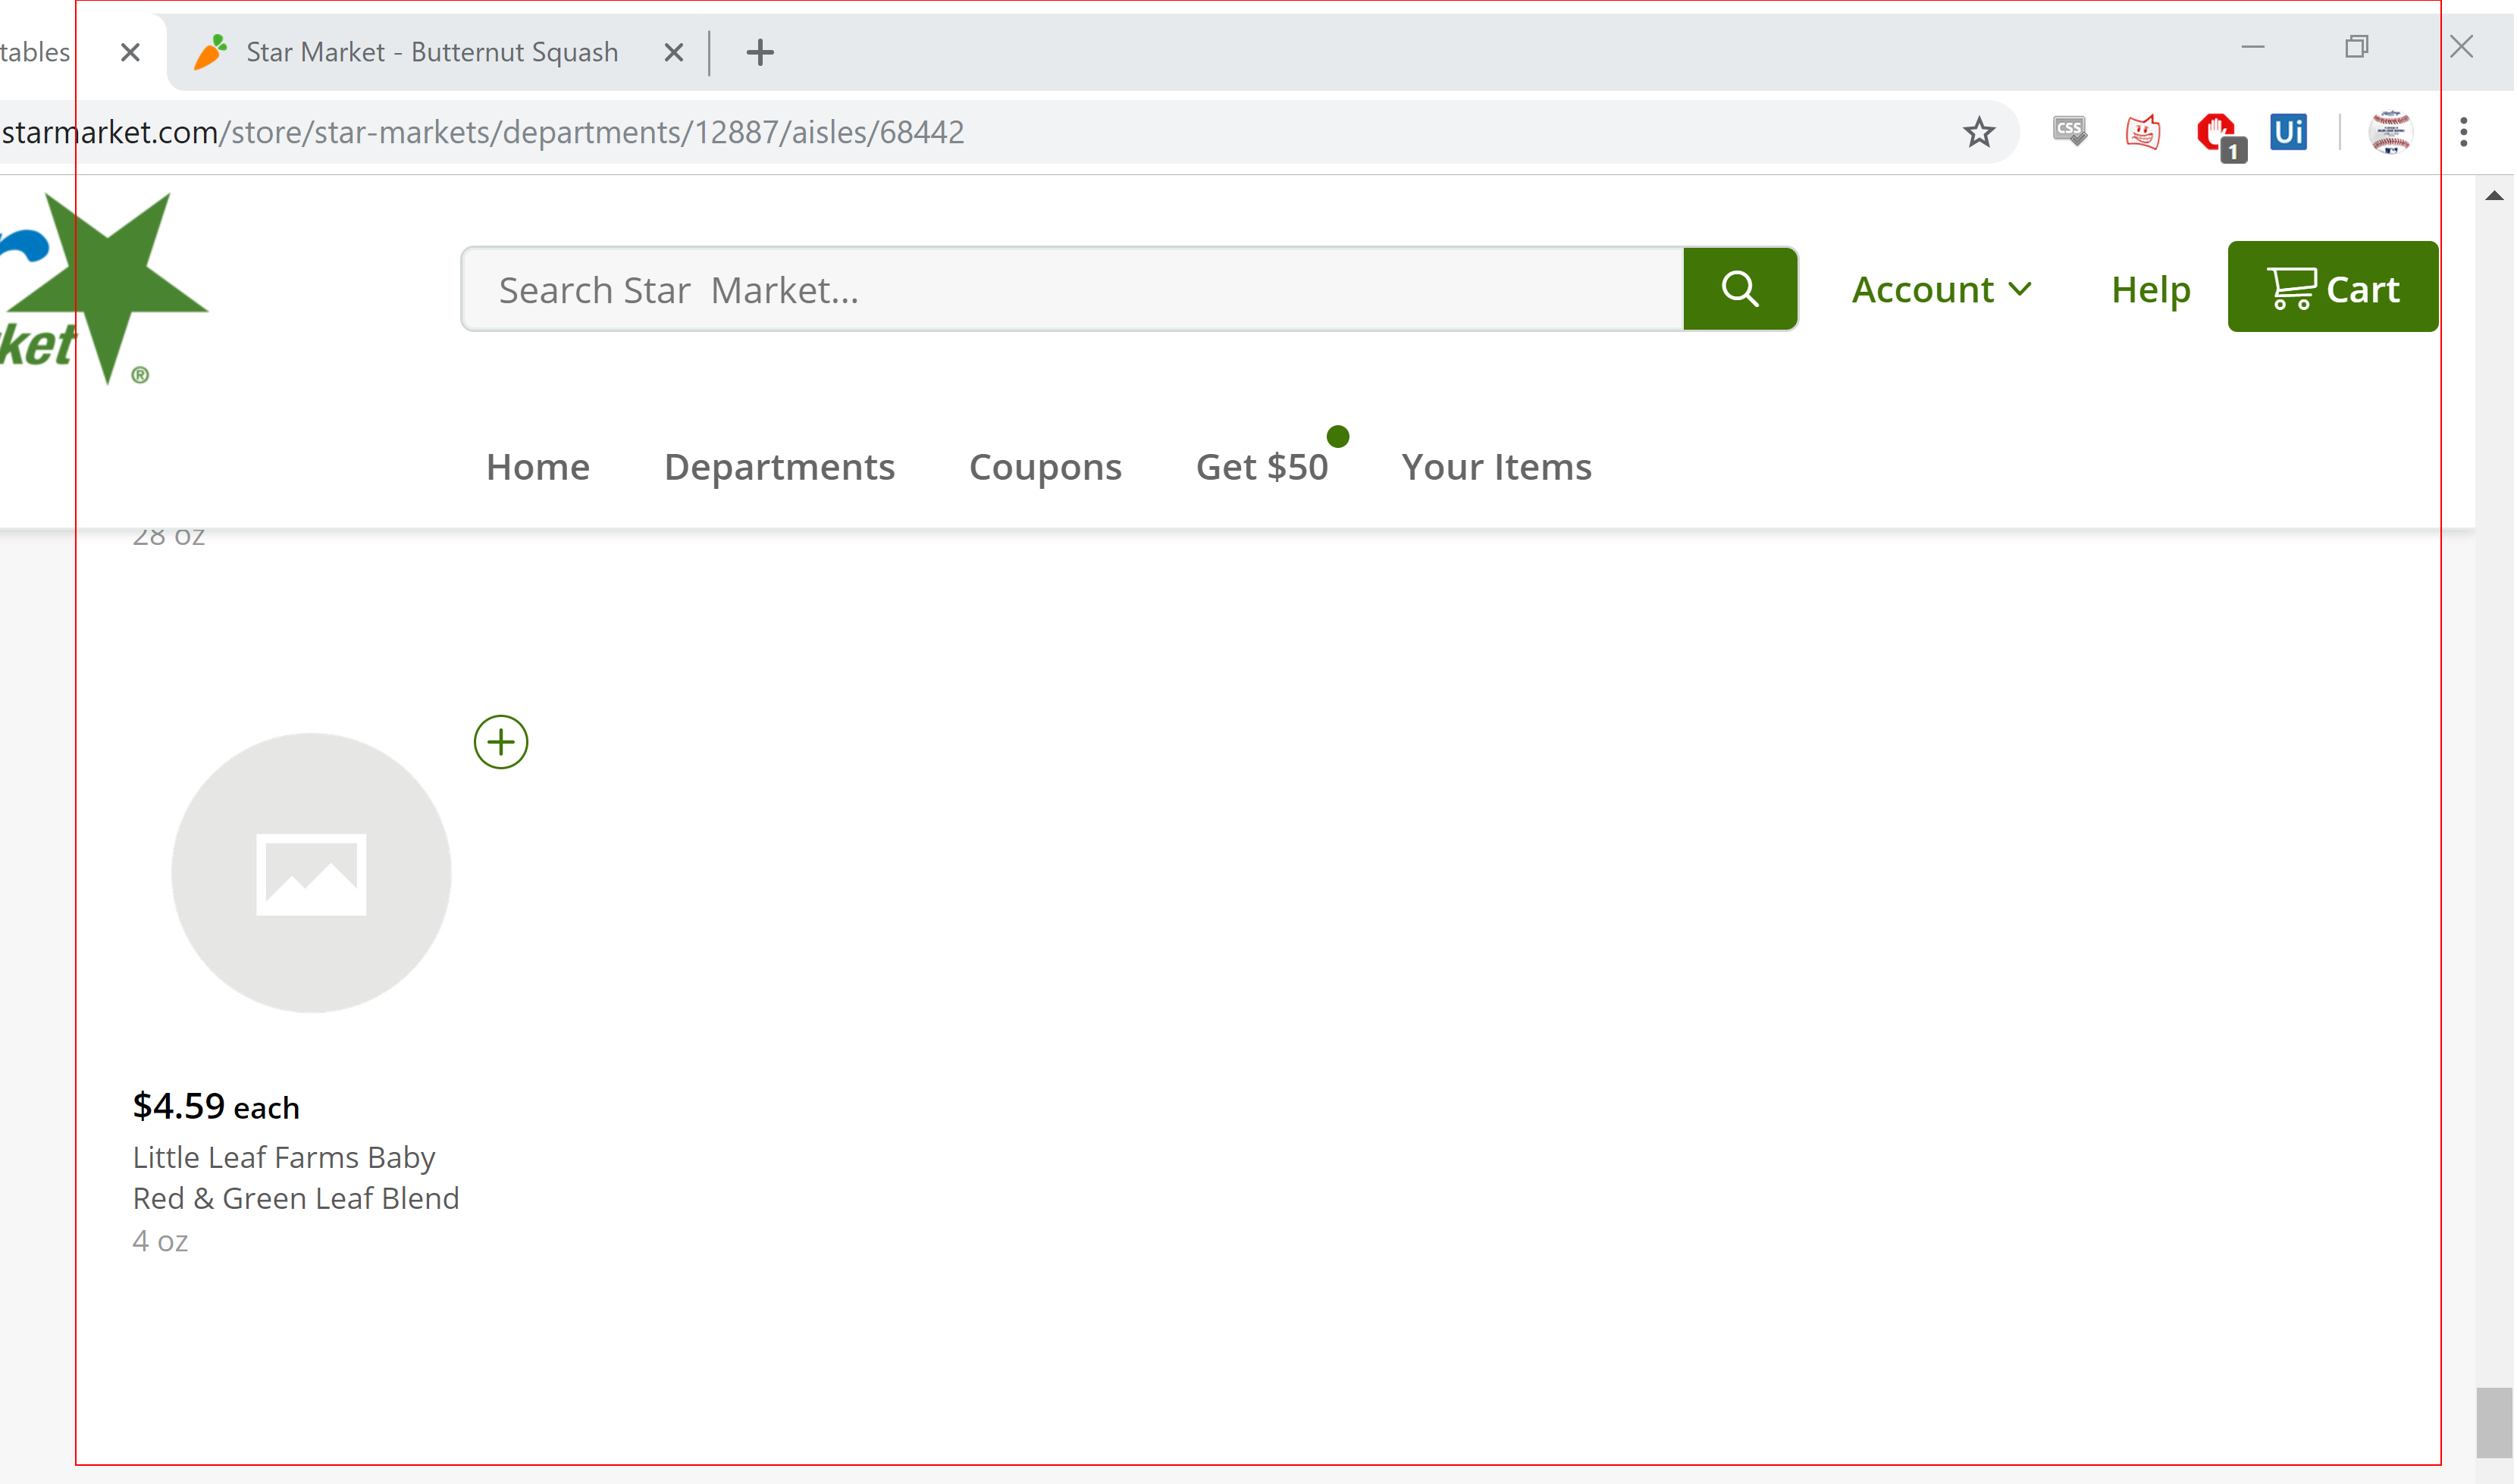 tables
Star Market - Butternut Squash
starmarket.com/store/star-markets/departments/12887/aisles/68442
CSS
1
Ui
ket
®
Search Star Market...
Account
Help
Cart
Home
Departments
Coupons
Get $50
Your Items
28 oz
$4.59 each
Little Leaf Farms Baby
Red & Green Leaf Blend
4 oz